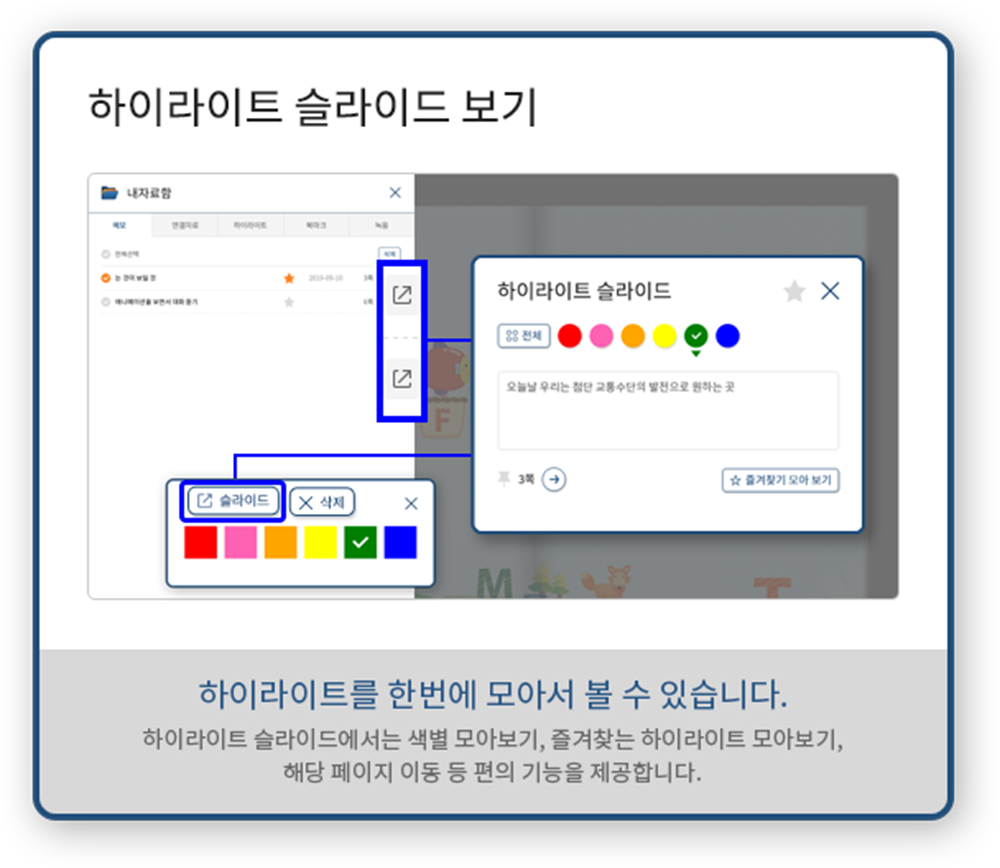 하이라이트 슬라이드 보기
내자료함
메모 연결자료 하이라이트 북마크 녹음
전체선택 삭제
눈 깜이 보일 것 2019-09-10 3쪽
애니메이션을 보면서 대화 듣기 6쪽
하이라이트 슬라이드
전체
오늘날 우리는 첨단 교통수단의 발전으로 원하는 곳
F
3쪽 즐겨찾기 모아 보기
슬라이드 삭제
M T
하이라이트를 한번에 모아서 볼 수 있습니다.
하이라이트 슬라이드에서는 색별 모아보기, 즐겨찾는 하이라이트 모아보기,
해당 페이지 이동 등 편의 기능을 제공합니다.